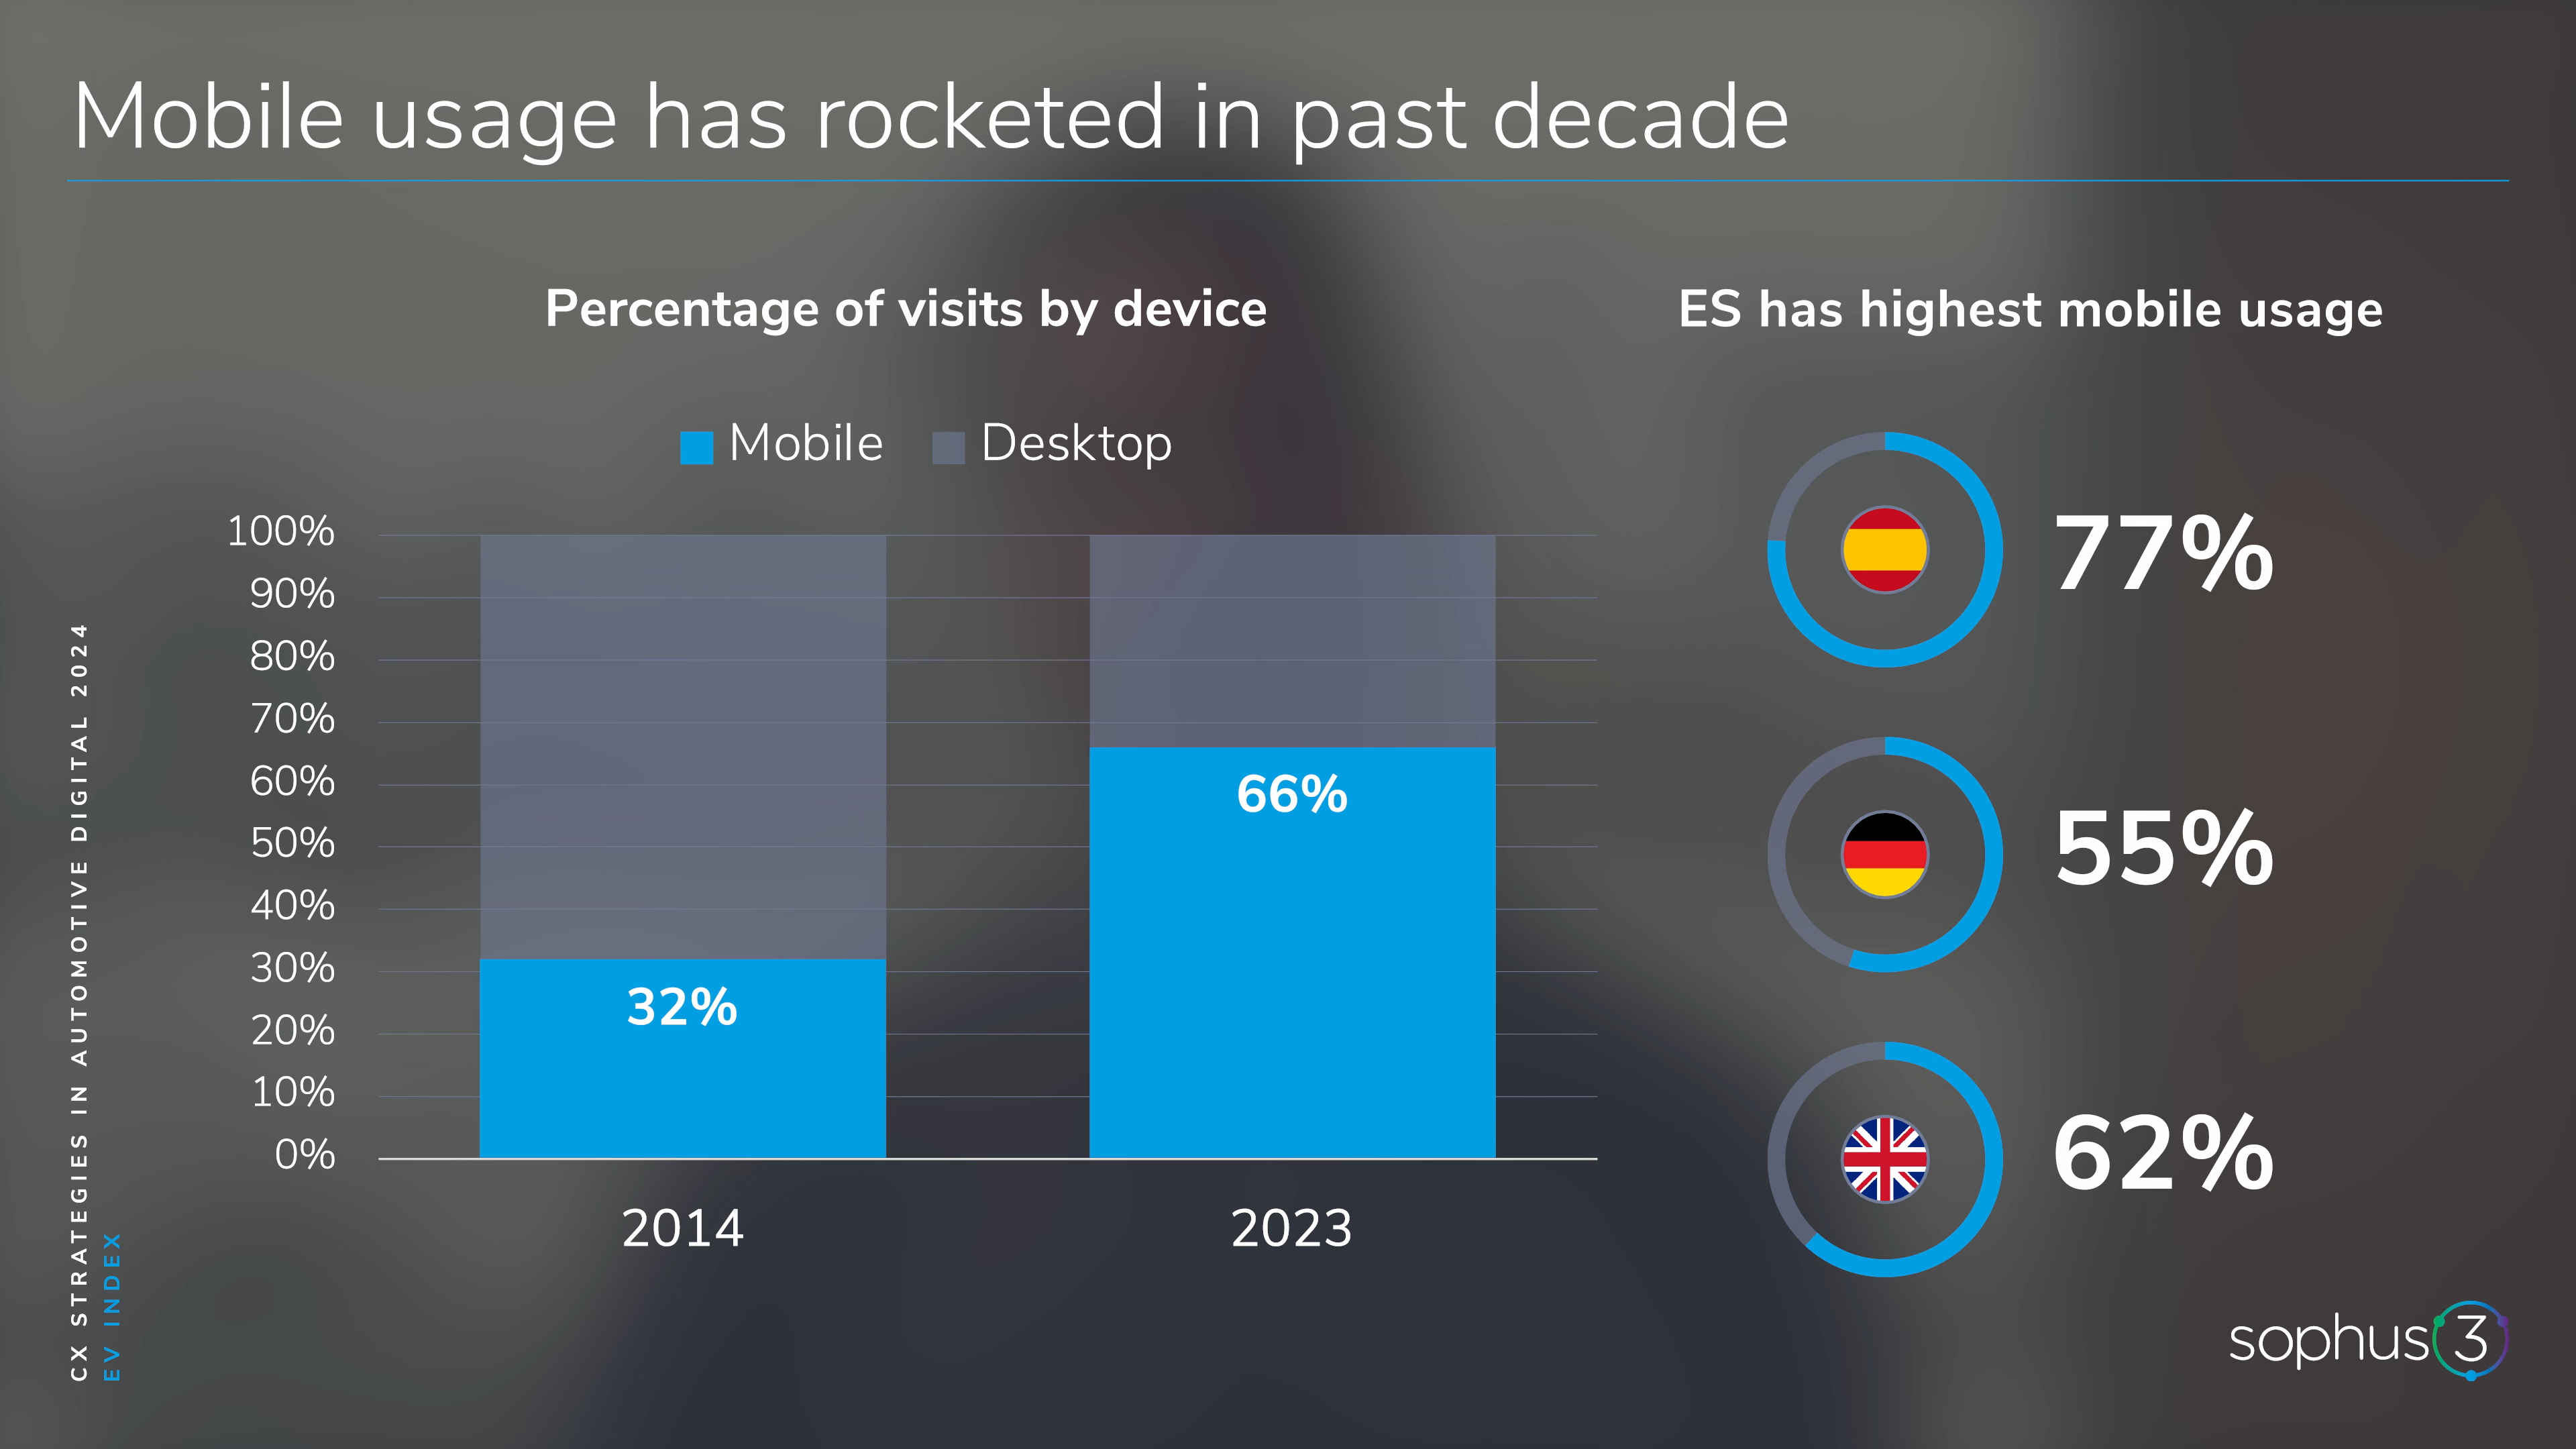 Mobile usage has rocketed in past decade
Percentage of visits by device
Mobile
Desktop
100%
90%
80%
70%
60%
50%
40%
30%
20%
10%
0%
32%
66%
2014
2023
ES has highest mobile usage
77%
55%
62%
CX STRATEGIES IN AUTOMOTIVE DIGITAL 2024
EV INDEX
sophus3